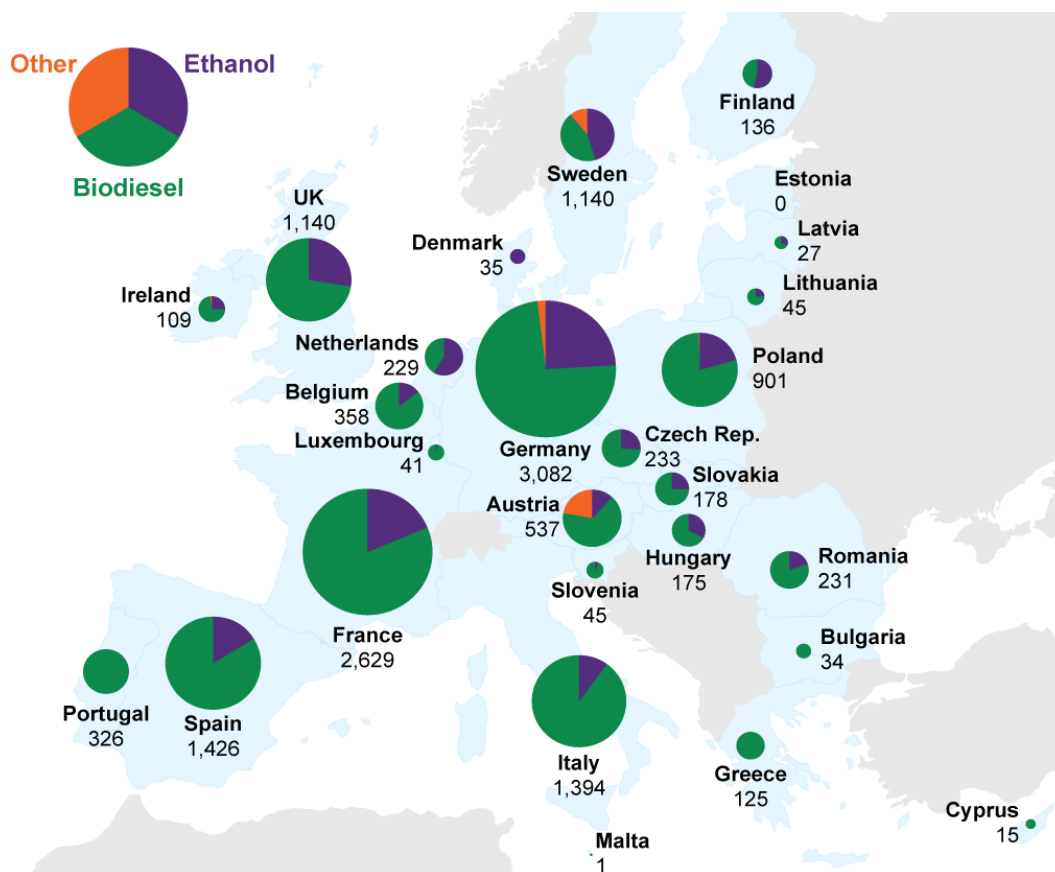 Other
Ethanol
Biodiesel
Finland
136
Sweden
1,140
Estonia
0
UK
1,140
Latvia
27
Denmark
35
Lithuania
45
Ireland
109
Netherlands
229
Poland
901
Belgium
358
Luxembourg
41
Germany
3,082
Czech Rep.
233
Slovakia
178
Austria
537
Hungary
175
Romania
231
Slovenia
45
France
2,629
Bulgaria
34
Portugal
326
Spain
1,426
Italy
1,394
Greece
125
Cyprus
15
Malta
1